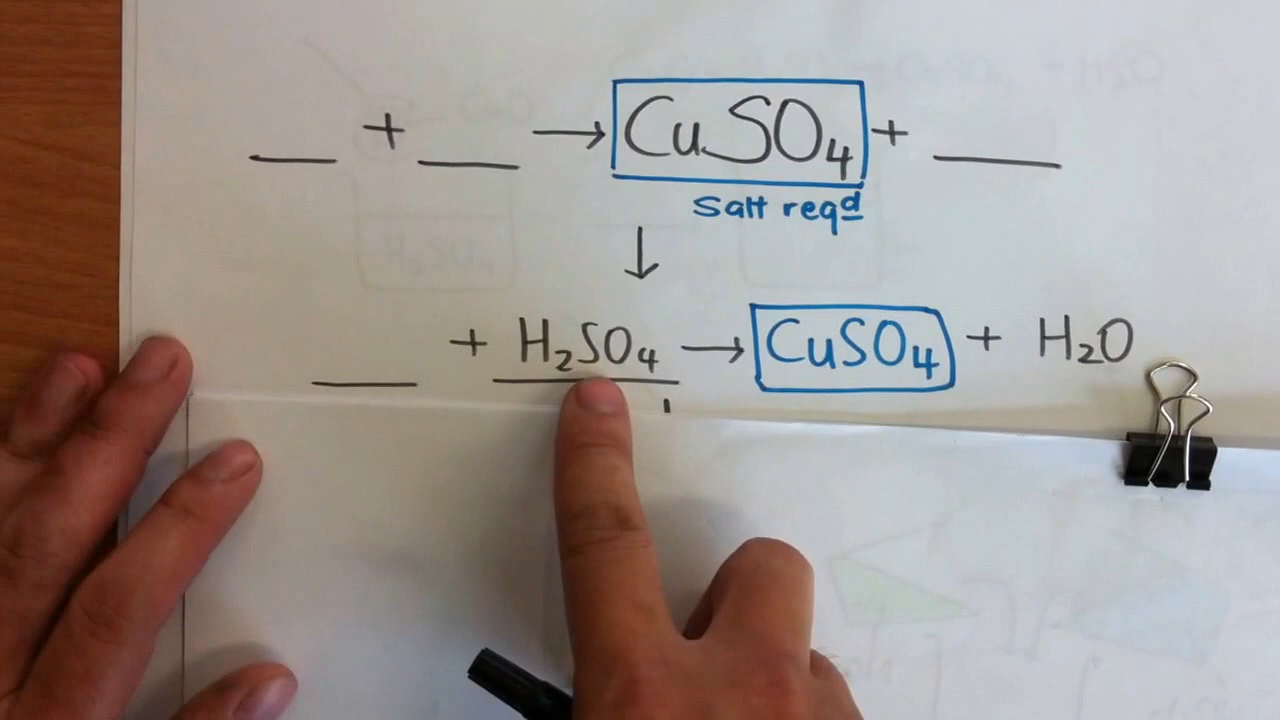 ___ + ___ → CuSO₄ + ___
Salt reqᵈ
↓
___ + H₂SO₄ → CuSO₄ + H₂O